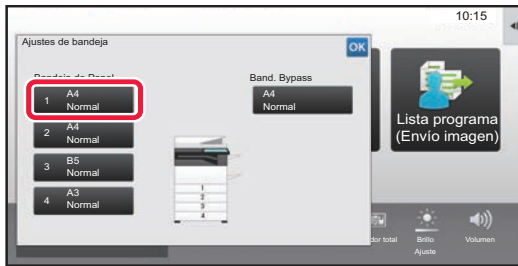 10:15
Ajustes de bandeja
OK
Bandeja de Papel
Band. Bypass
1 A4
Normal
2 A4
Normal
3 B5
Normal
4 A3
Normal
A4
Normal
1
2
3
4
Lista programa
(Envío imagen)
dor total
Brillo
Ajuste
Volumen